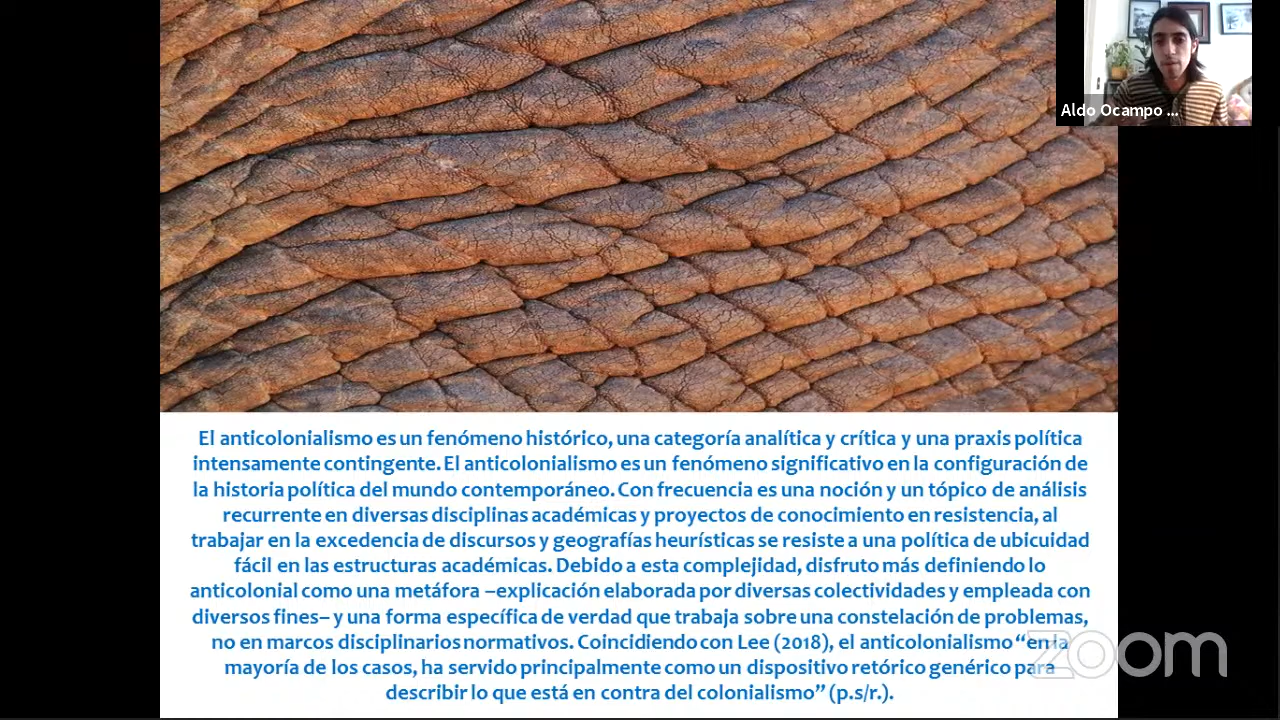 Aldo Ocampo ...
El anticolonialismo es un fenómeno histórico, una categoría analítica y crítica y una praxis política
intensamente contingente. El anticolonialismo es un fenómeno significativo en la configuración de
la historia política del mundo contemporáneo. Con frecuencia es una noción y un tópico de análisis
recurrente en diversas disciplinas académicas y proyectos de conocimiento en resistencia, al
trabajar en la excedencia de discursos y geografías heurísticas se resiste a una política de ubicuidad
fácil en las estructuras académicas. Debido a esta complejidad, disfruto más definiendo lo
anticolonial como una metáfora –explicación elaborada por diversas colectividades y empleada con
diversos fines– y una forma específica de verdad que trabaja sobre una constelación de problemas,
no en marcos disciplinarios normativos. Coincidiendo con Lee (2018), el anticolonialismo “en la
mayoría de los casos, ha servido principalmente como un dispositivo retórico genérico para
describir lo que está en contra del colonialismo” (p.s/r.).
zoom